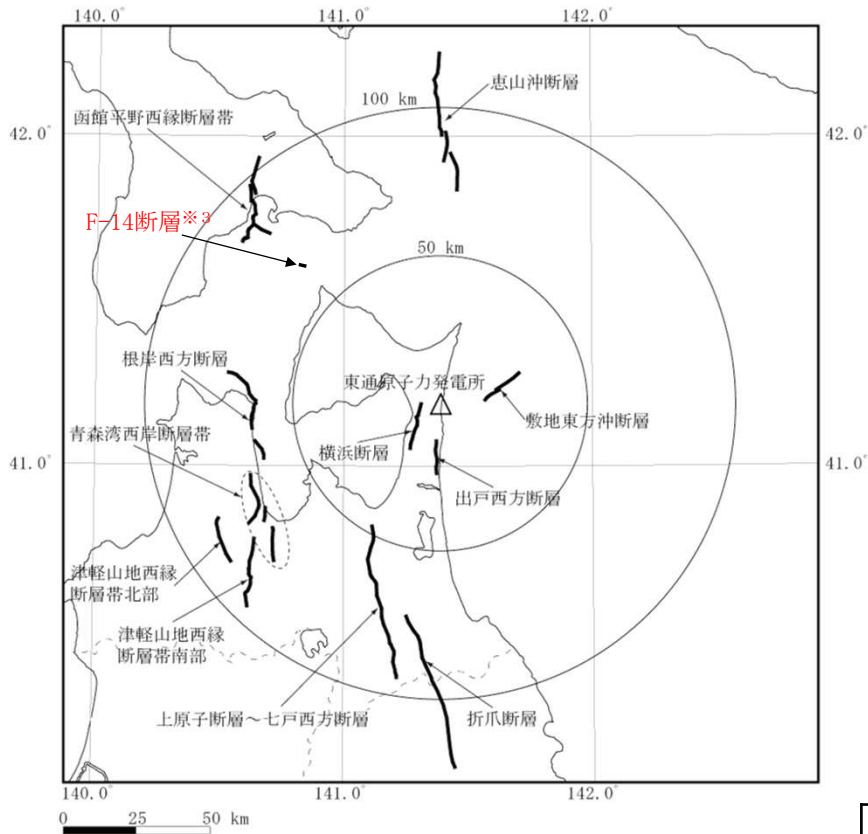 140.0°
141.0°
142.0°
恵山沖断層
100 km
函館平野西縁断層帯
42.0°
42.0°
F-14断層※3
50 km
根岸西方断層
東通原子力発電所
敷地東方沖断層
青森湾西岸断層帯
横浜断層
41.0°
41.0°
出戸西方断層
津軽山地西縁
断層帯北部
津軽山地西縁
断層帯南部
上原子断層～七戸西方断層
折爪断層
140.0°
141.0°
142.0°
0
25
50 km